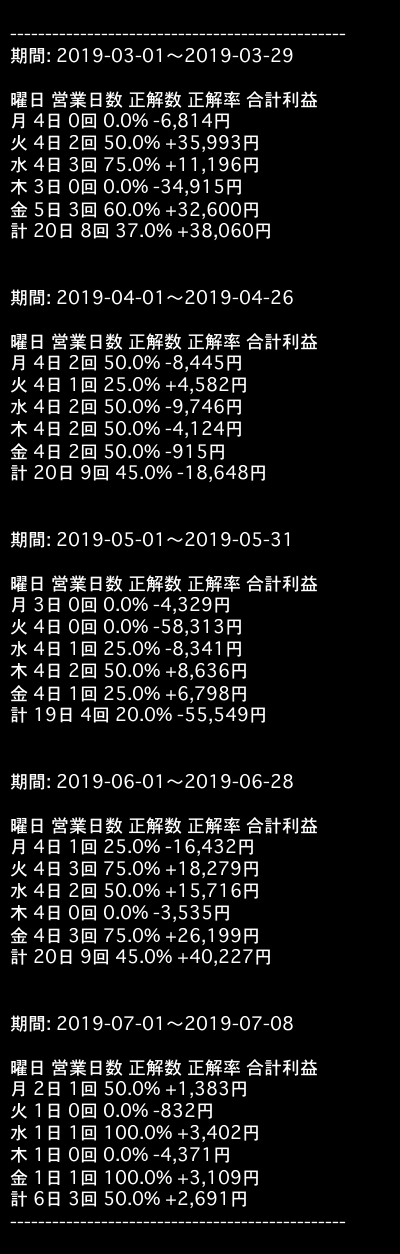 ------------------------------------------------
期間: 2019-03-01〜2019-03-29
曜日 営業日数 正解数 正解率 合計利益
月 4日 0回 0.0% -6,814円
火 4日 2回 50.0% +35,993円
水 4日 3回 75.0% +11,196円
木 3日 0回 0.0% -34,915円
金 5日 3回 60.0% +32,600円
計 20日 8回 37.0% +38,060円
期間: 2019-04-01〜2019-04-26
曜日 営業日数 正解数 正解率 合計利益
月 4日 2回 50.0% -8,445円
火 4日 1回 25.0% +4,582円
水 4日 2回 50.0% -9,746円
木 4日 2回 50.0% -4,124円
金 4日 2回 50.0% -915円
計 20日 9回 45.0% -18,648円
期間: 2019-05-01〜2019-05-31
曜日 営業日数 正解数 正解率 合計利益
月 3日 0回 0.0% -4,329円
火 4日 0回 0.0% -58,313円
水 4日 1回 25.0% -8,341円
木 4日 2回 50.0% +8,636円
金 4日 1回 25.0% +6,798円
計 19日 4回 20.0% -55,549円
期間: 2019-06-01〜2019-06-28
曜日 営業日数 正解数 正解率 合計利益
月 4日 1回 25.0% -16,432円
火 4日 3回 75.0% +18,279円
水 4日 2回 50.0% +15,716円
木 4日 0回 0.0% -3,535円
金 4日 3回 75.0% +26,199円
計 20日 9回 45.0% +40,227円
期間: 2019-07-01〜2019-07-08
曜日 営業日数 正解数 正解率 合計利益
月 2日 1回 50.0% +1,383円
火 1日 0回 0.0% -832円
水 1日 1回 100.0% +3,402円
木 1日 0回 0.0% -4,371円
金 1日 1回 100.0% +3,109円
計 6日 3回 50.0% +2,691円
------------------------------------------------